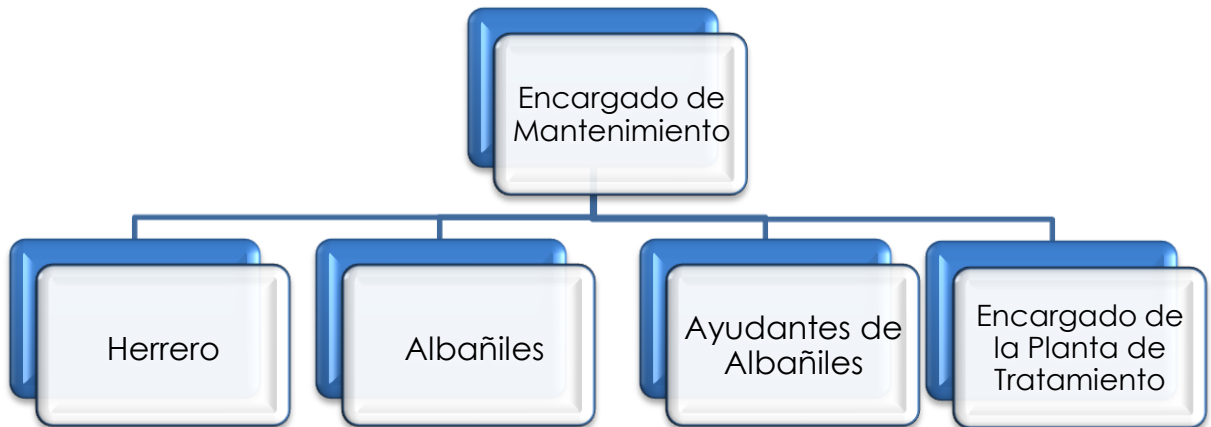 Encargado de
Mantenimiento
Herrero
Albañiles
Ayudantes de
Albañiles
Encargado de
la Planta de
Tratamiento